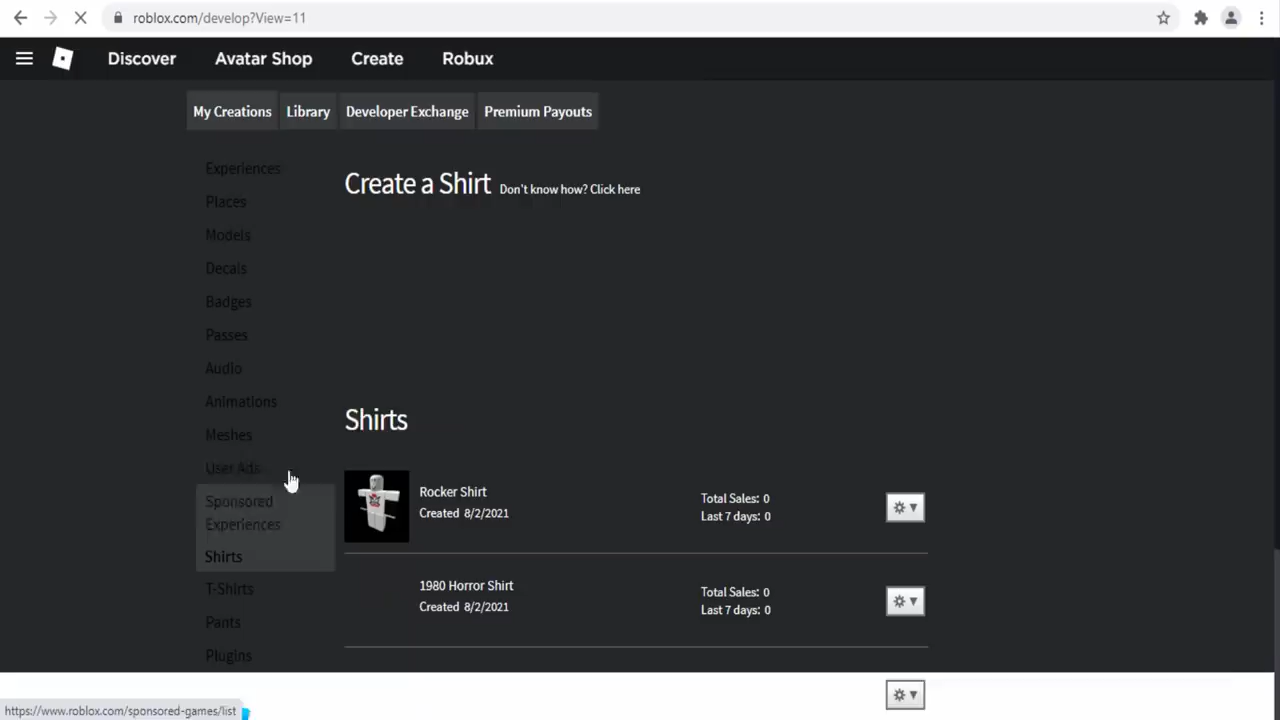 roblox.com/develop?View=11
Discover Avatar Shop Create Robux
My Creations Library Developer Exchange Premium Payouts
Experiences
Places
Models
Decals
Badges
Passes
Audio
Animations
Meshes
User Ads
Sponsored
Experiences
Shirts
T-Shirts
Pants
Plugins
Create a Shirt Don't know how? Click here
Shirts
Rocker Shirt
Created 8/2/2021
Total Sales: 0
Last 7 days: 0
1980 Horror Shirt
Created 8/2/2021
Total Sales: 0
Last 7 days: 0
https://www.roblox.com/sponsored-games/list